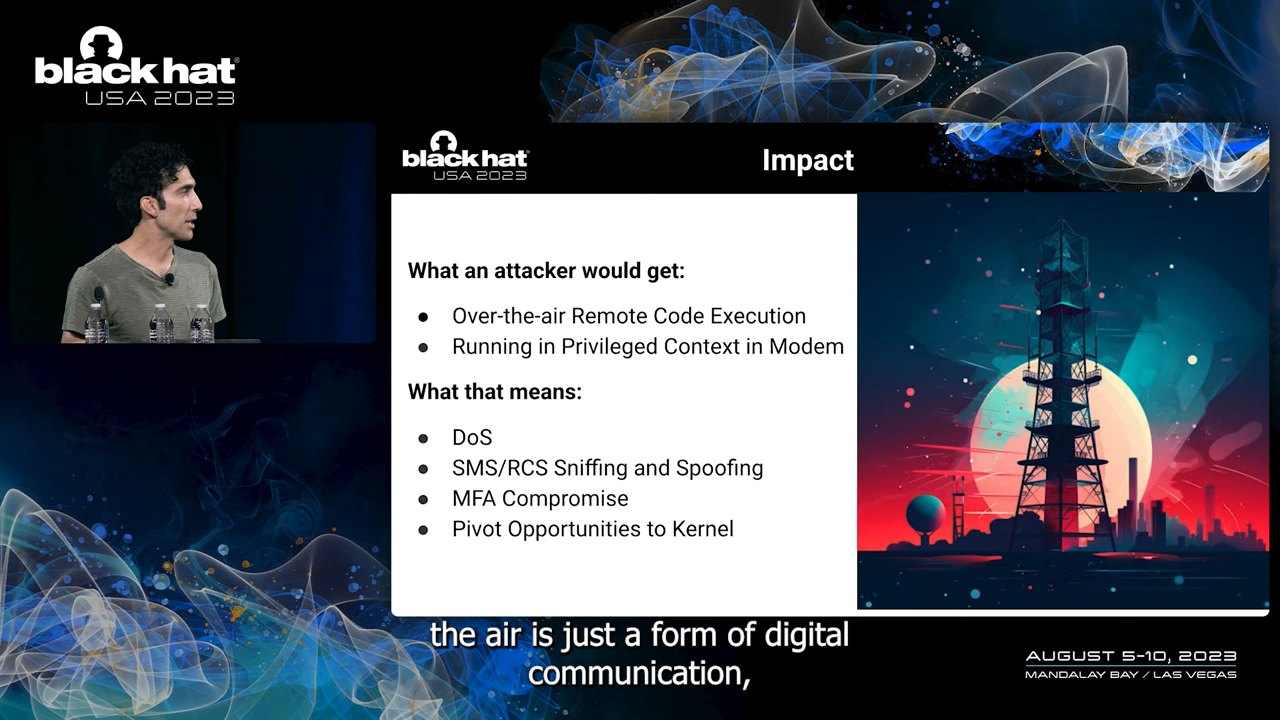 black hat®
USA 2023
black hat®
USA 2023
Impact
What an attacker would get:
● Over-the-air Remote Code Execution
● Running in Privileged Context in Modem
What that means:
● DoS
● SMS/RCS Sniffing and Spoofing
● MFA Compromise
● Pivot Opportunities to Kernel
the air is just a form of digital
communication,
AUGUST 5-10, 2023
MANDALAY BAY / LAS VEGAS